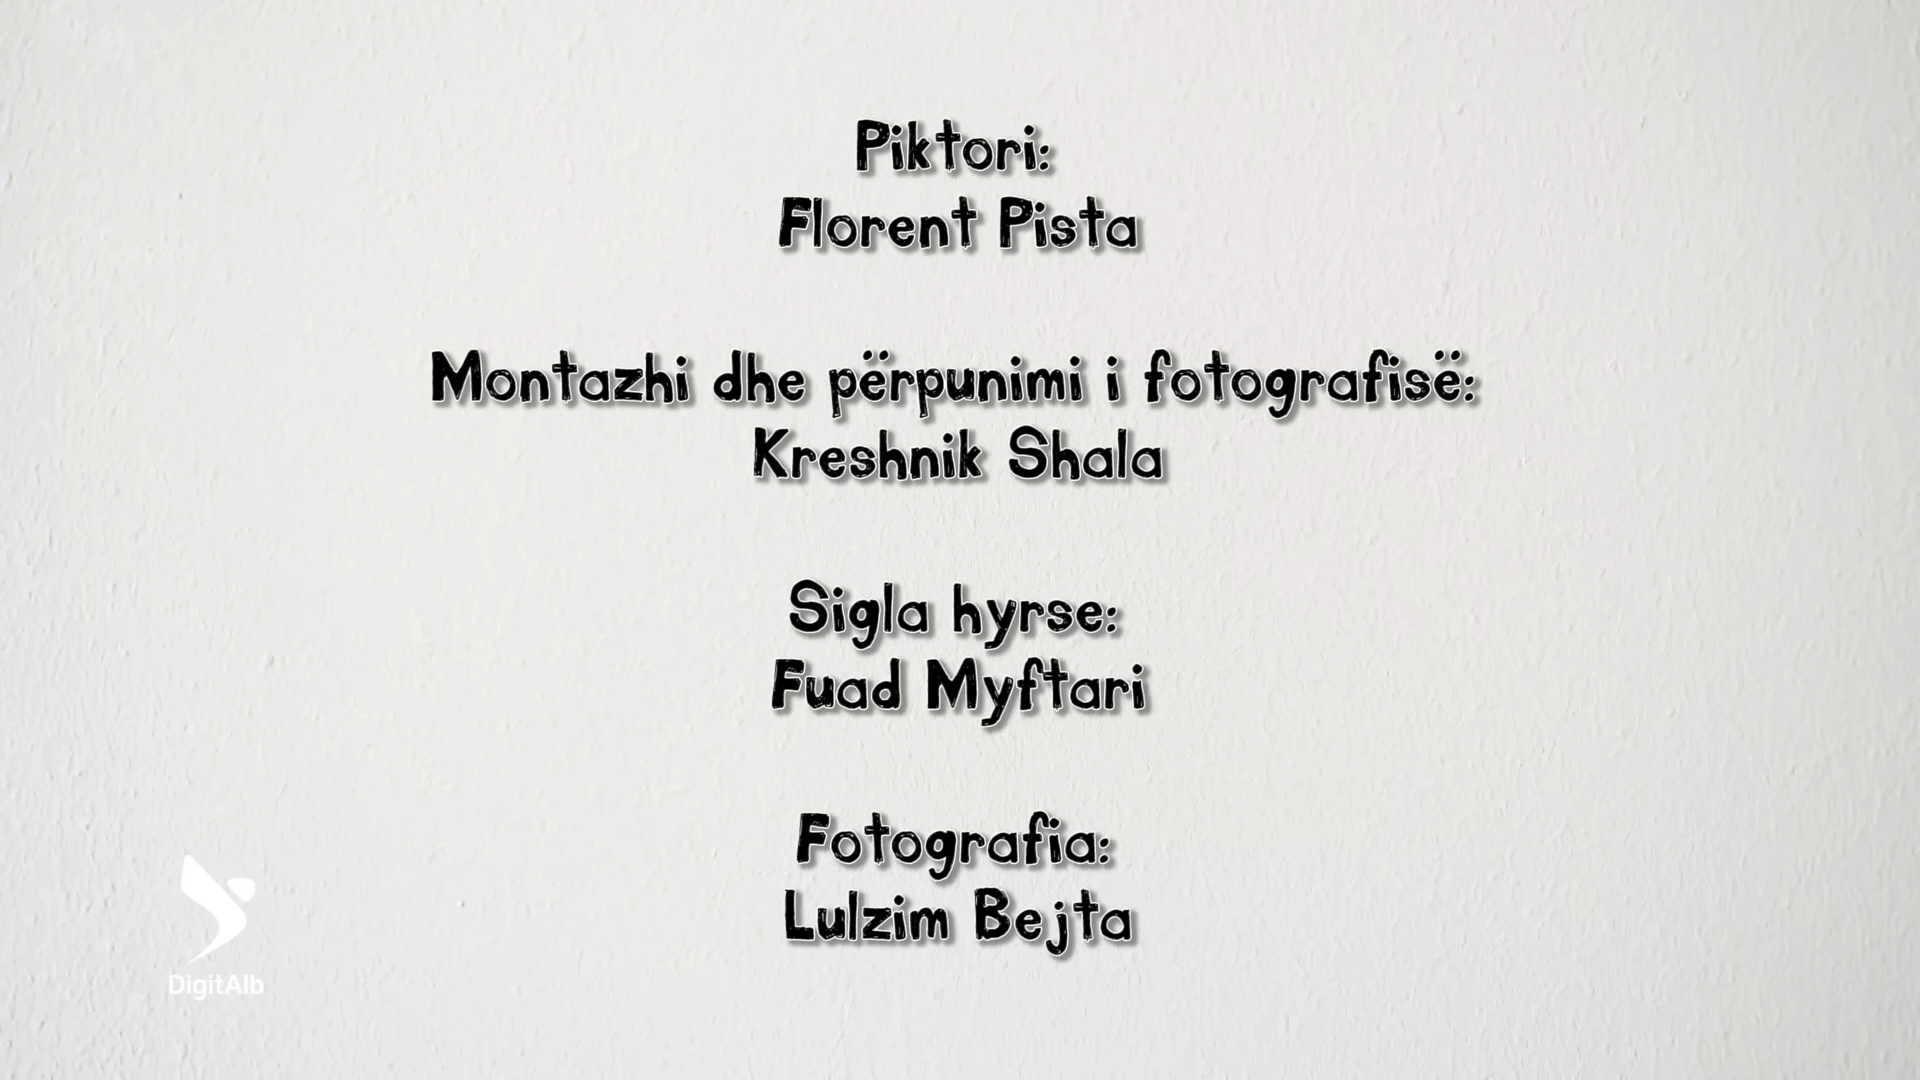 Piktori:
Florent Pista
Montazhi dhe përpunimi i fotografisë:
Kreshnik Shala
Sigla hyrse:
Fuad Myftari
Fotografia:
Lulzim Bejta
DigitAlb